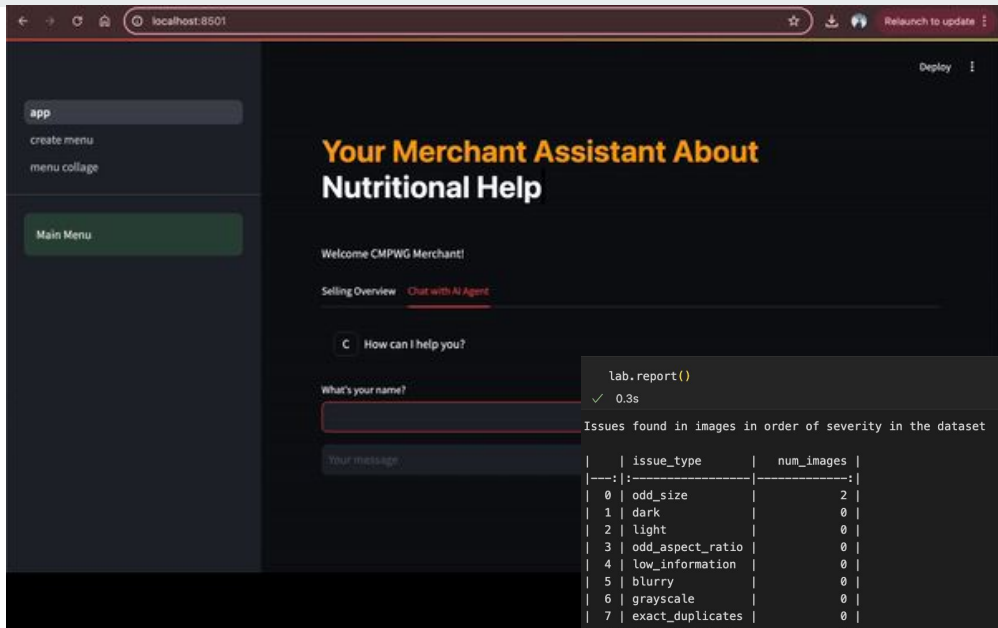 localhost:8501
Relaunch to update
Deploy
app
create menu
menu collage
Main Menu
Your Merchant Assistant About
Nutritional Help
Welcome CMPWG Merchant!
Selling Overview Chat with AI Agent
C How can I help you?
What's your name?
Your message
lab.report()
✓ 0.3s
Issues found in images in order of severity in the dataset
| | issue_type | num_images |
|---:|:-----------------|-------------:|
| 0 | odd_size | 2 |
| 1 | dark | 0 |
| 2 | light | 0 |
| 3 | odd_aspect_ratio | 0 |
| 4 | low_information | 0 |
| 5 | blurry | 0 |
| 6 | grayscale | 0 |
| 7 | exact_duplicates | 0 |